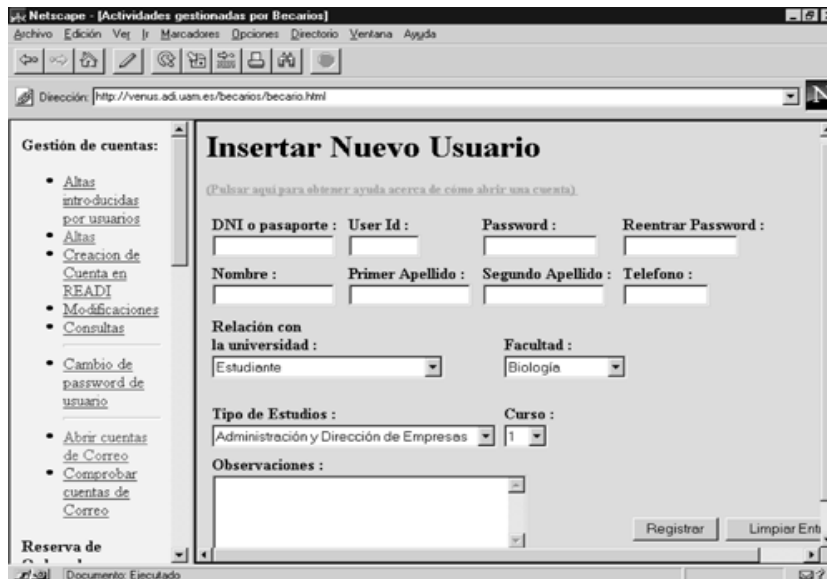 Netscape - [Actividades gestionadas por Becarios]
Archivo Edición Ver Ir Marcadores Opciones Directorio Ventana Ayuda
Dirección: http://venus.adi.uam.es/becarios/becario.html
N
Gestión de cuentas:
Altas
introducidas
por usuarios
Altas
Creacion de
Cuenta en
READI
Modificaciones
Consultas
Cambio de
password de
usuario
Abrir cuentas
de Correo
Comprobar
cuentas de
Correo
Reserva de
Insertar Nuevo Usuario
(Pulsar aquí para obtener ayuda acerca de cómo abrir una cuenta).
DNI o pasaporte : User Id : Password : Reentrar Password :
Nombre : Primer Apellido : Segundo Apellido : Telefono :
Relación con
la universidad : Facultad :
Estudiante Biología
Tipo de Estudios : Curso :
Administración y Dirección de Empresas 1
Observaciones :
Registrar Limpiar Ent
Documento: Ejecutado